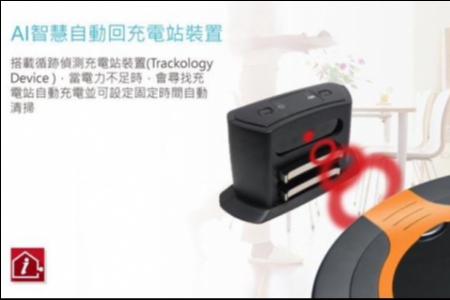 AI智慧自動回充電站裝置
搭載循跡偵測充電站裝置(Trackology
Device )，當電力不足時，會尋找充
電站自動充電並可設定固定時間自動
清掃